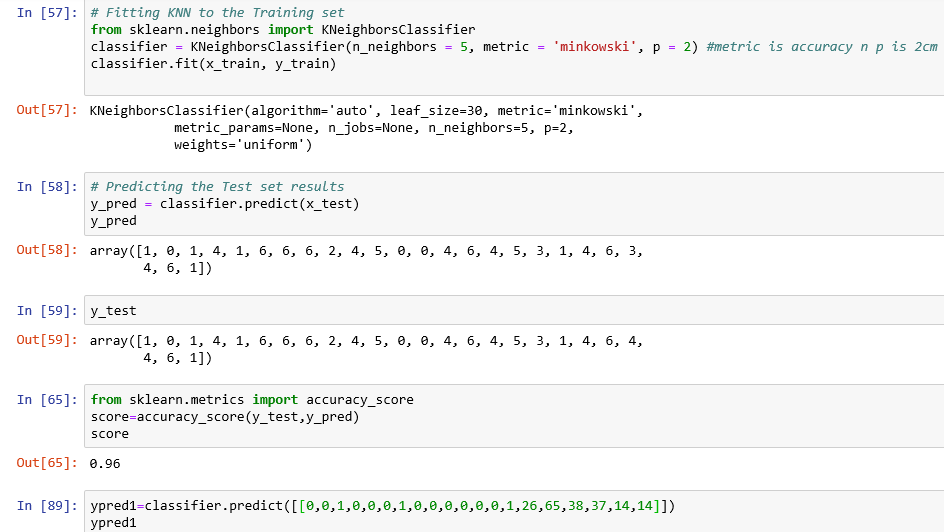 In [57]: # Fitting KNN to the Training set
from sklearn.neighbors import KNeighborsClassifier
classifier = KNeighborsClassifier(n_neighbors = 5, metric = 'minkowski', p = 2) #metric is accuracy n p is 2cm
classifier.fit(x_train, y_train)
Out[57]: KNeighborsClassifier(algorithm='auto', leaf_size=30, metric='minkowski',
metric_params=None, n_jobs=None, n_neighbors=5, p=2,
weights='uniform')
In [58]: # Predicting the Test set results
y_pred = classifier.predict(x_test)
y_pred
Out[58]: array([1, 0, 1, 4, 1, 6, 6, 6, 2, 4, 5, 0, 0, 4, 6, 4, 5, 3, 1, 4, 6, 3,
4, 6, 1])
In [59]: y_test
Out[59]: array([1, 0, 1, 4, 1, 6, 6, 6, 2, 4, 5, 0, 0, 4, 6, 4, 5, 3, 1, 4, 6, 4,
4, 6, 1])
In [65]: from sklearn.metrics import accuracy_score
score=accuracy_score(y_test,y_pred)
score
Out[65]: 0.96
In [89]: ypred1=classifier.predict([[0,0,1,0,0,0,1,0,0,0,0,0,0,1,26,65,38,37,14,14]])
ypred1